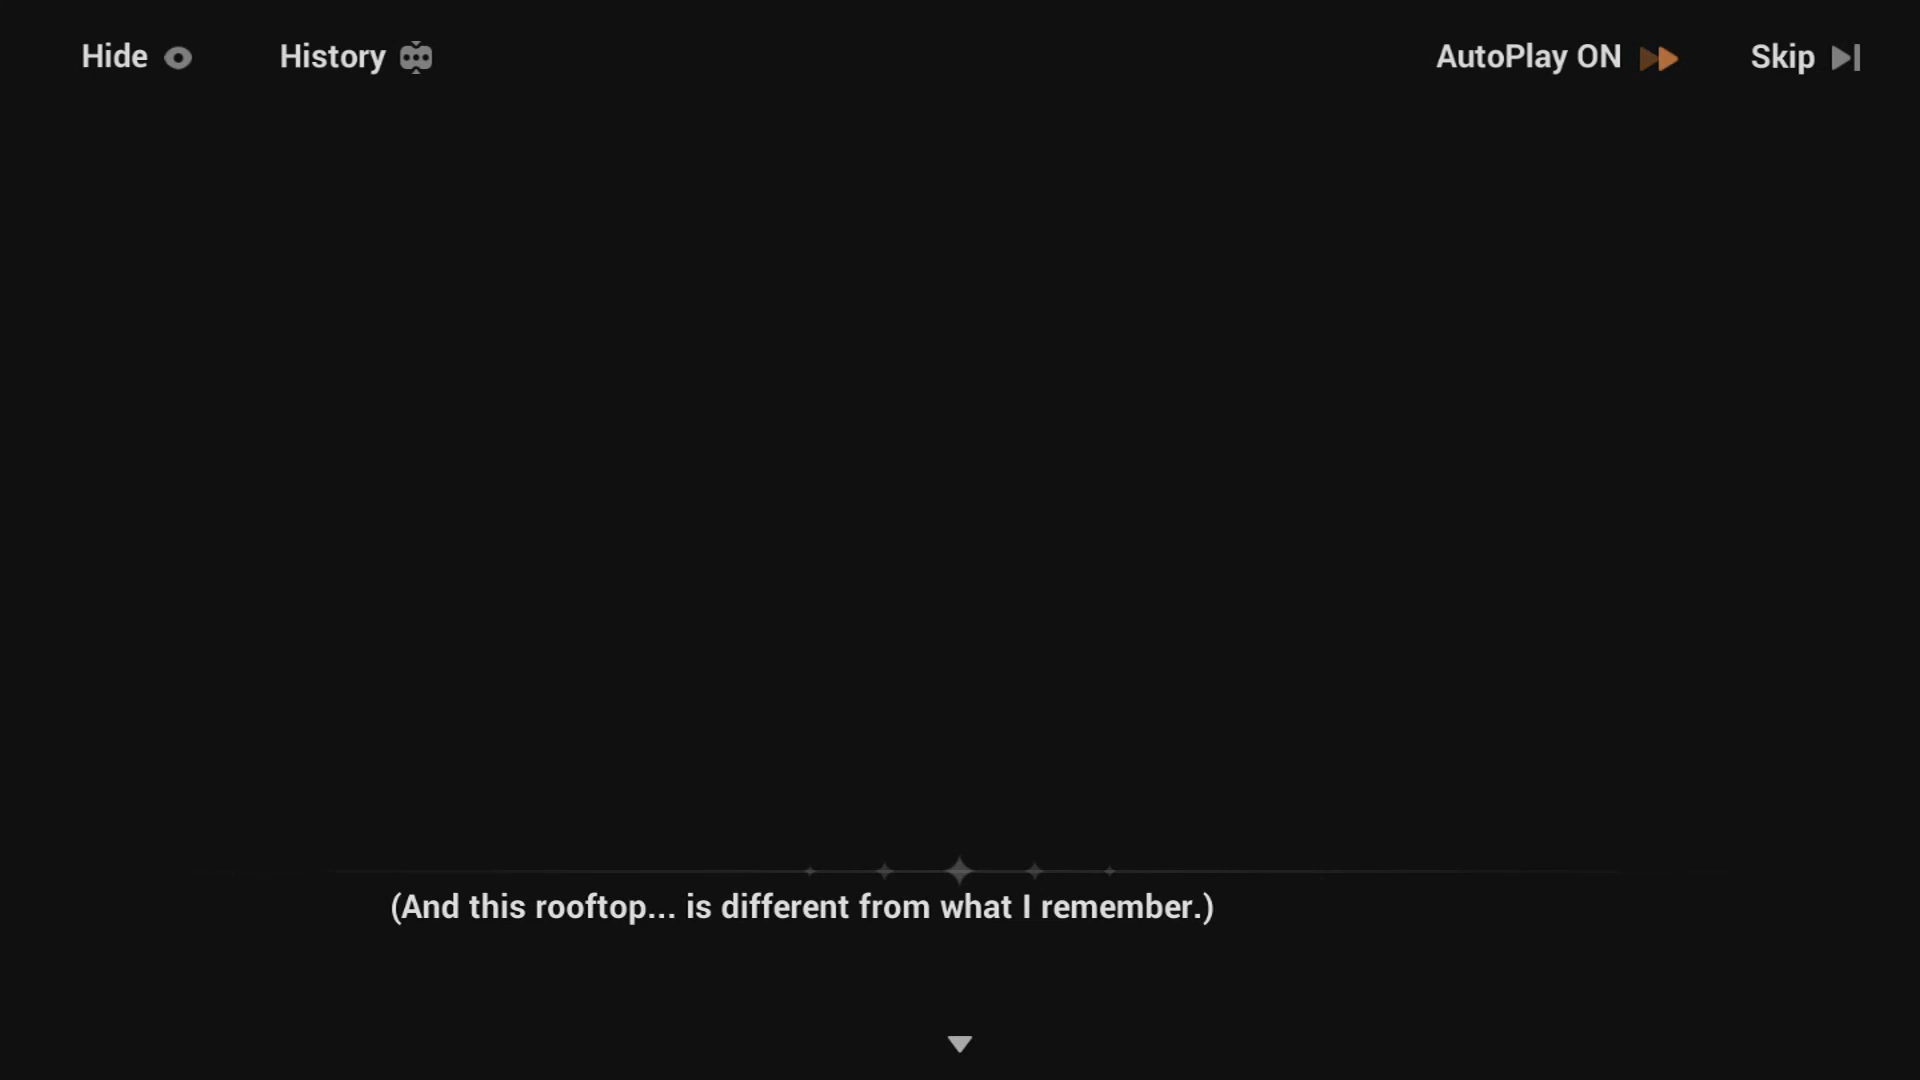 Hide
History
AutoPlay ON
Skip
(And this rooftop... is different from what I remember.)